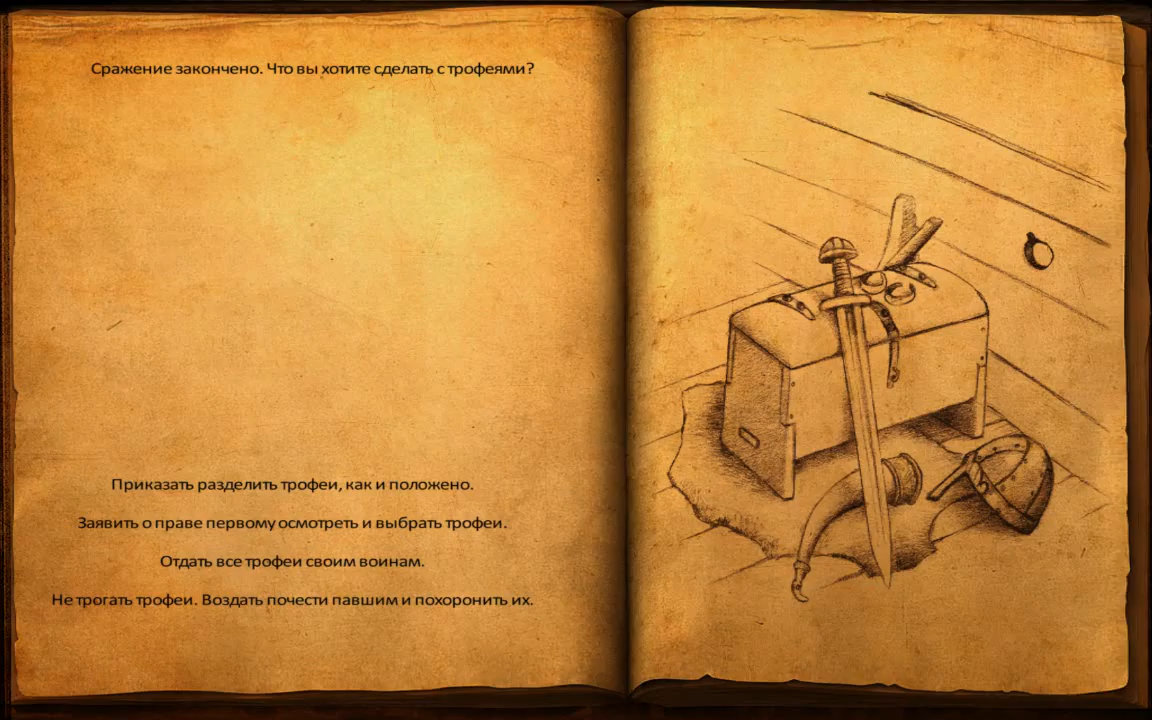 Сражение закончено. Что вы хотите сделать с трофеями?
Приказать разделить трофеи, как и положено.
Заявить о праве первому осмотреть и выбрать трофеи.
Отдать все трофеи своим воинам.
Не трогать трофеи. Воздать почести павшим и похоронить их.